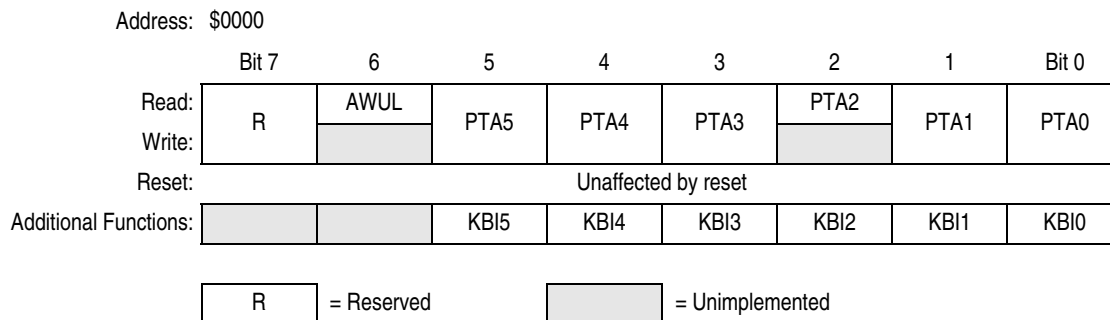 Address: $0000
Bit 7 6 5 4 3 2 1 Bit 0
Read: R AWUL PTA5 PTA4 PTA3 PTA2 PTA1 PTA0
Write:
Reset: Unaffected by reset
Additional Functions: KBI5 KBI4 KBI3 KBI2 KBI1 KBI0
R = Reserved = Unimplemented